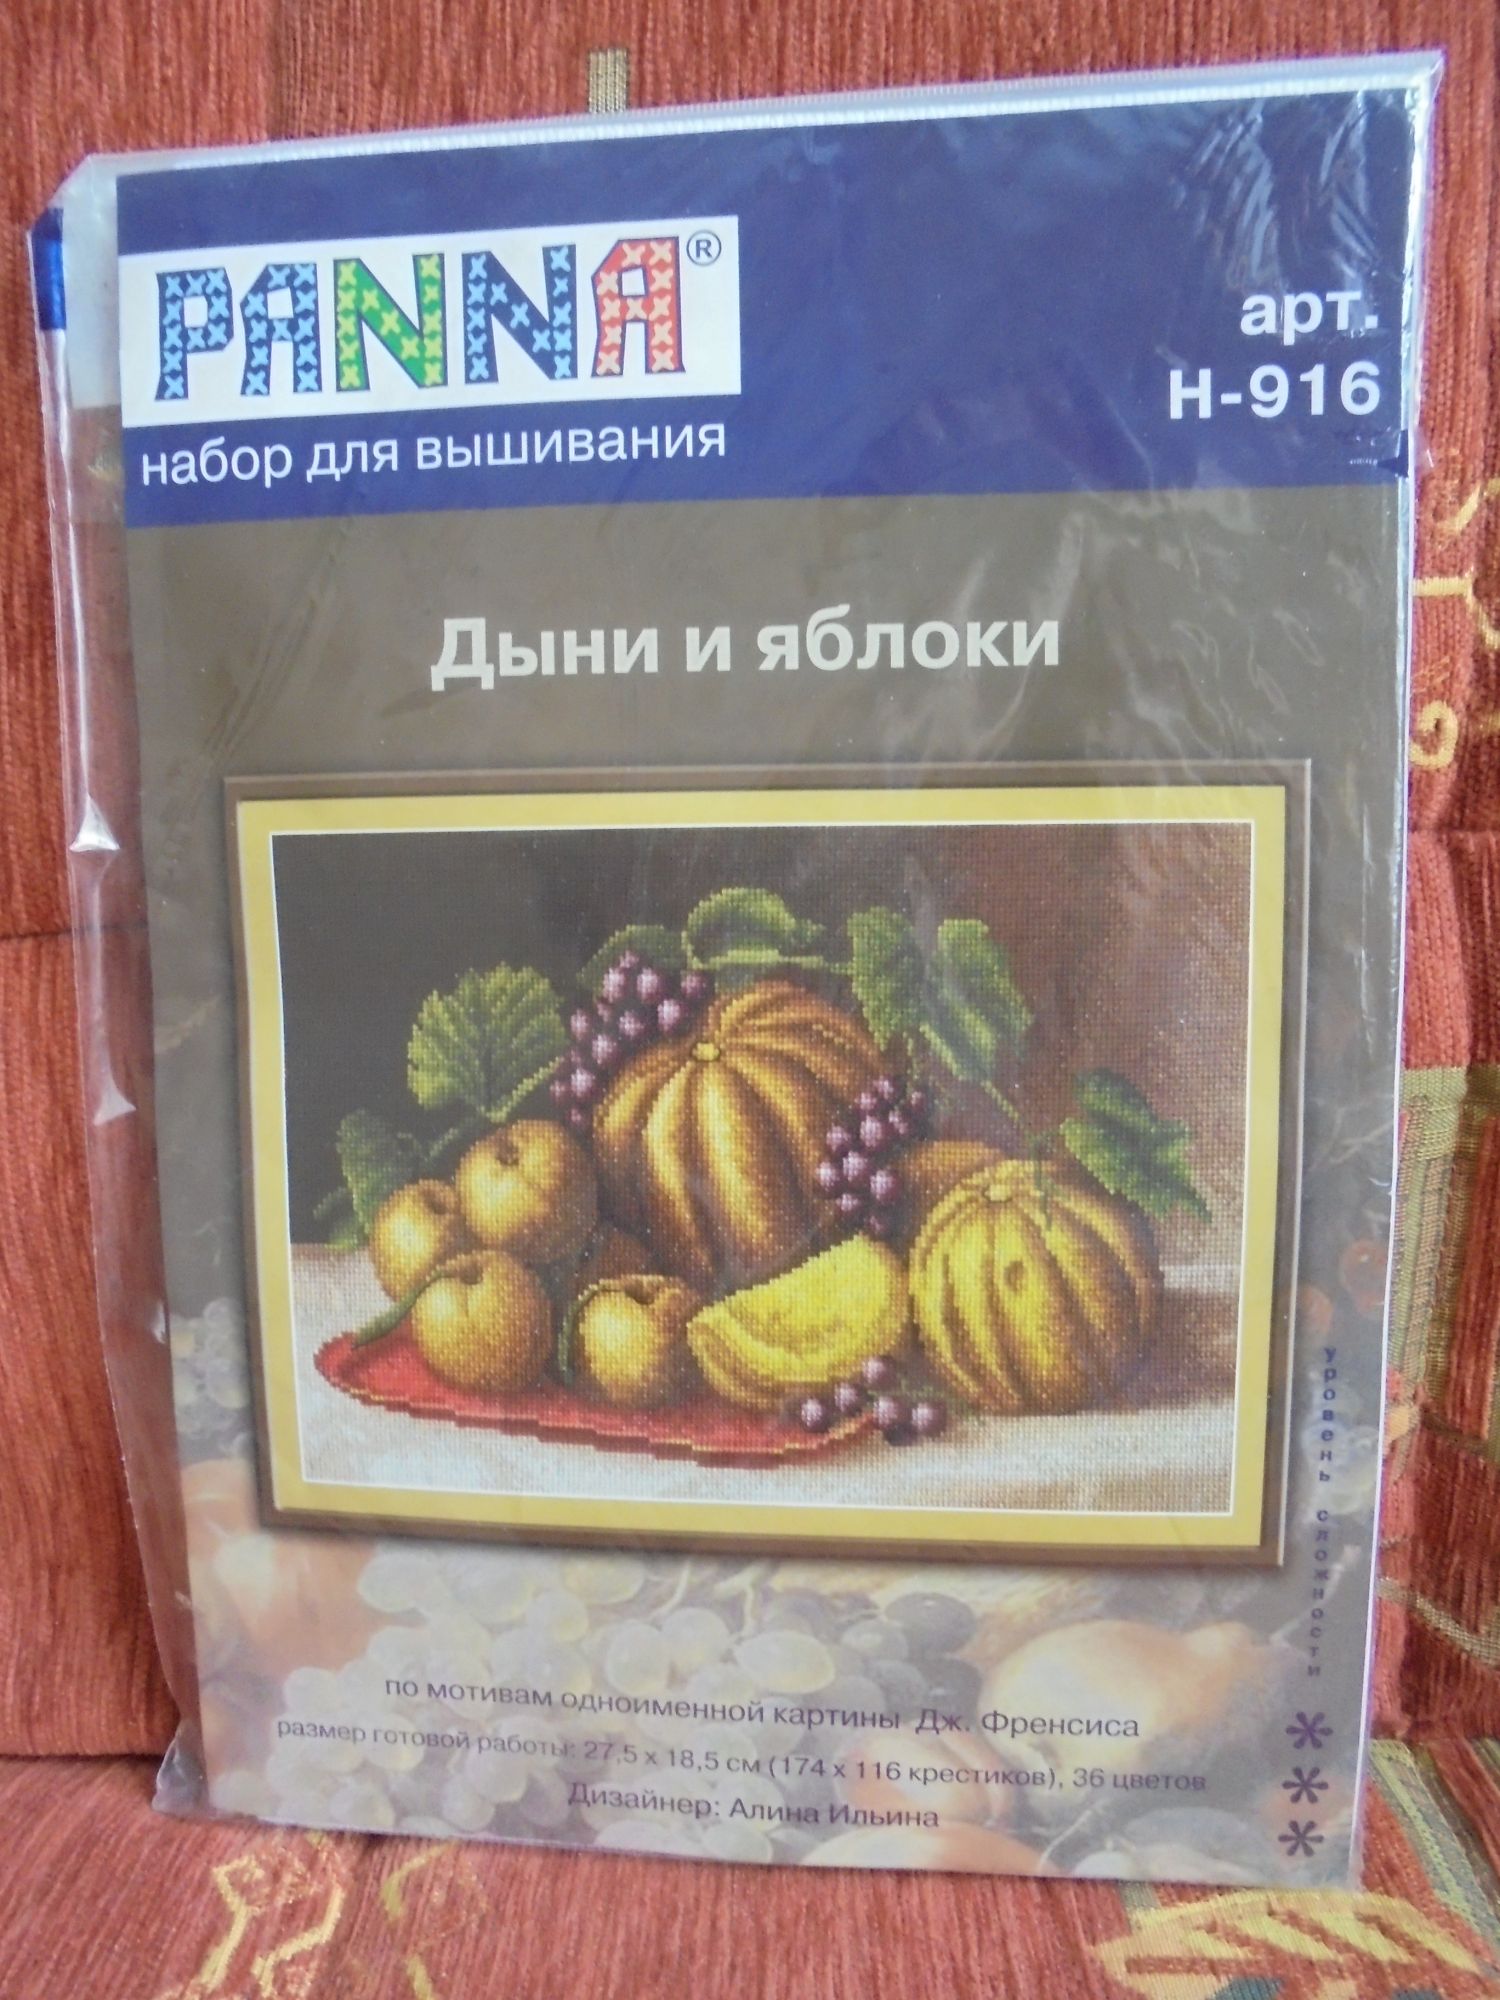 PANNA®
набор для вышивания
арт.
Н-916
Дыни и яблоки
уровень сложности
по мотивам одноименной картины Дж. Френсиса
размер готовой работы: 27,5 х 18,5 см (174 х 116 крестиков), 36 цветов
Дизайнер: Алина Ильина